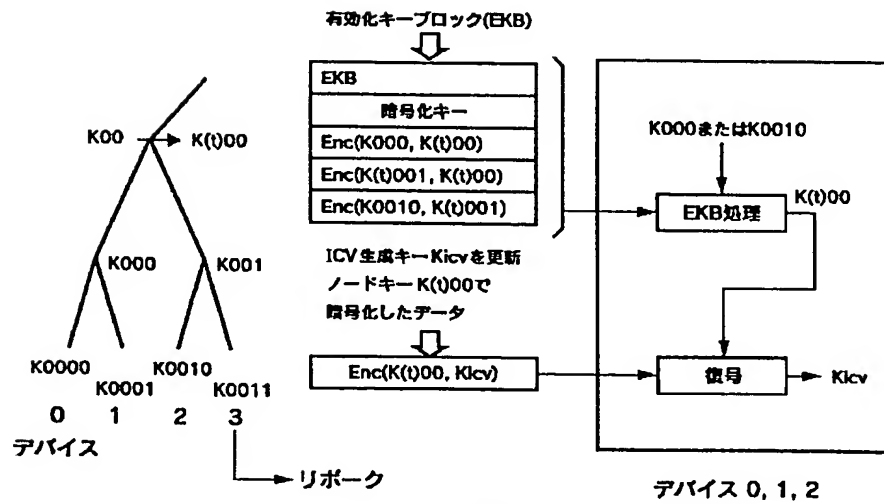 有効化キーブロック(EKB)
EKB
暗号化キー
Enc(K000, K(t)00)
Enc(K(t)001, K(t)00)
Enc(K0010, K(t)001)
K00
K(t)00
K000
K001
K0000
K0001
K0010
K0011
0
1
2
3
デバイス
リボーク
ICV生成キーKicvを更新
ノードキーK(t)00で
暗号化したデータ
Enc(K(t)00, Kicv)
K000またはK0010
EKB処理
K(t)00
復号
Kicv
デバイス 0, 1, 2